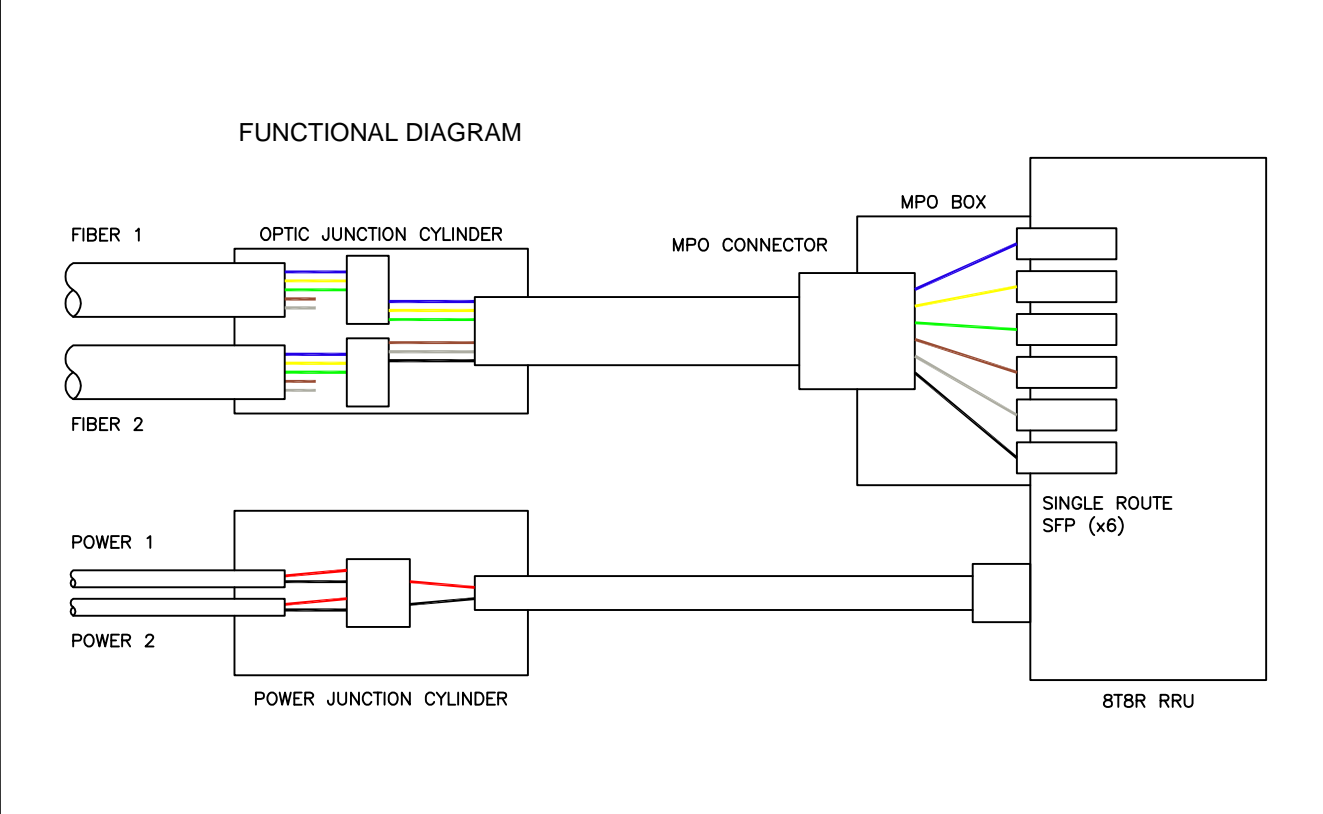 FUNCTIONAL DIAGRAM
MPO BOX
FIBER 1
OPTIC JUNCTION CYLINDER
MPO CONNECTOR
FIBER 2
SINGLE ROUTE
SFP (x6)
POWER 1
POWER 2
POWER JUNCTION CYLINDER
8T8R RRU